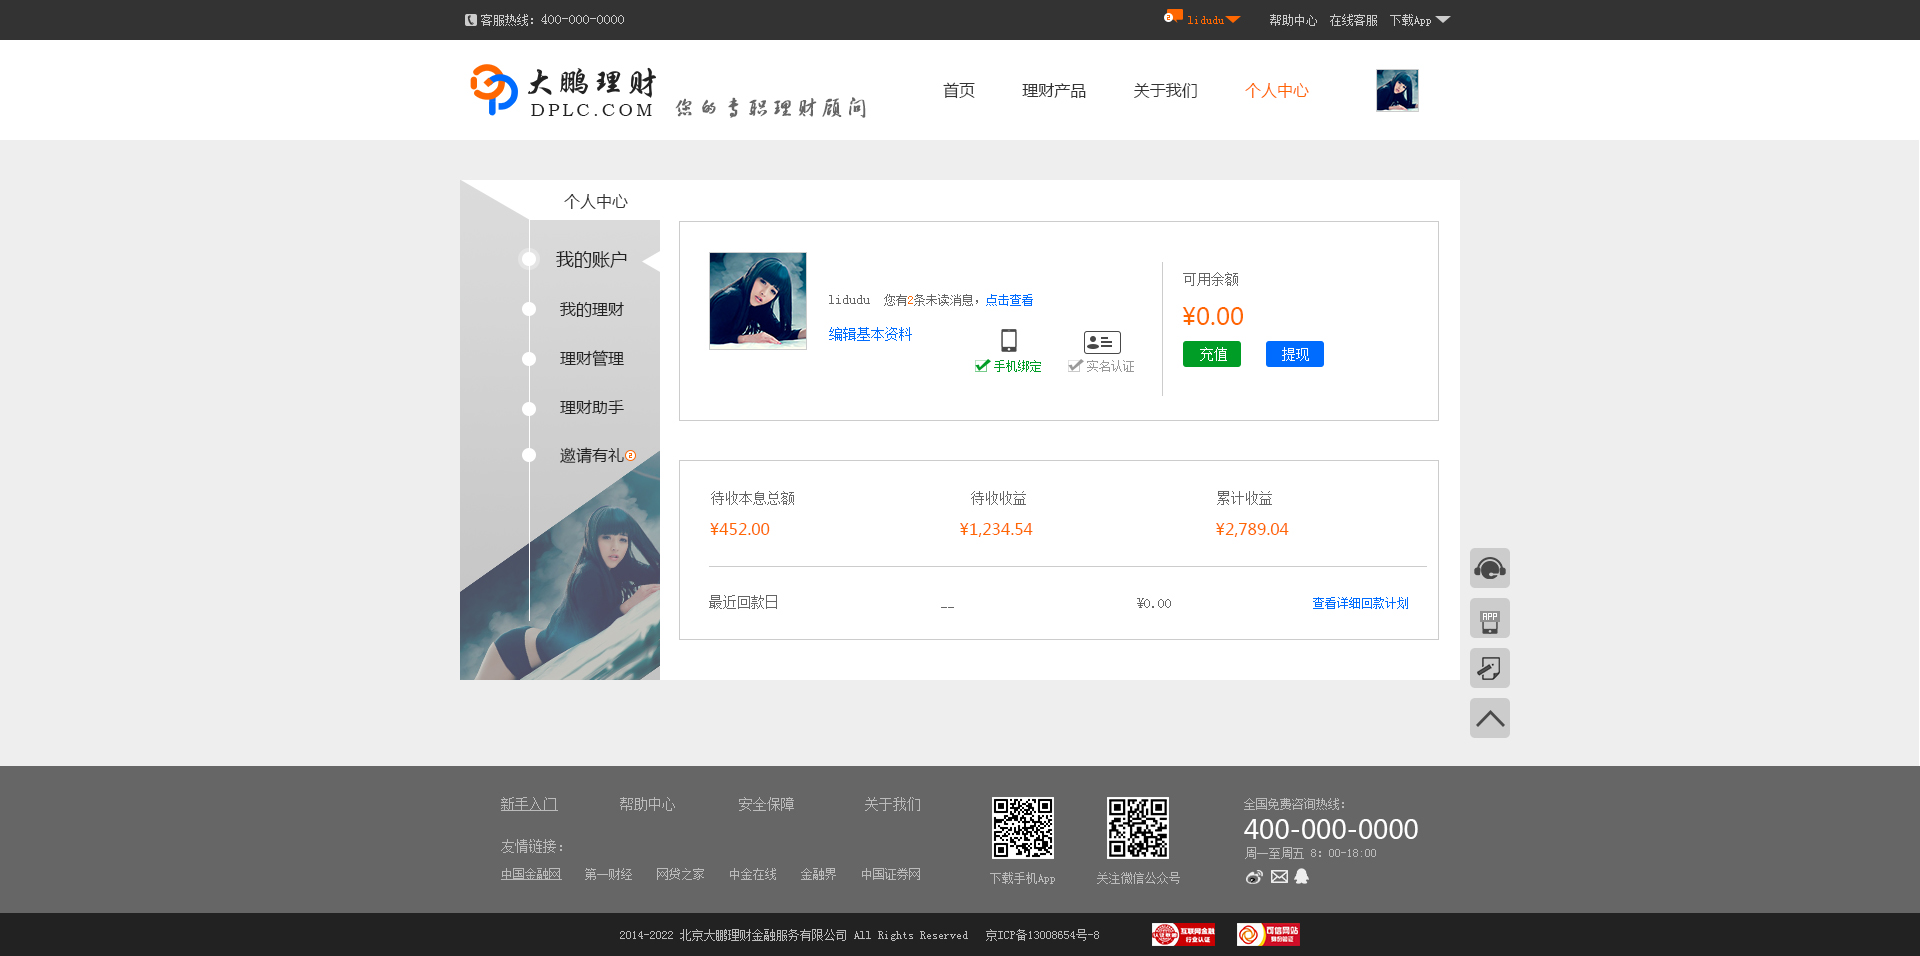 客服热线：400-000-0000
2 lidudu 帮助中心 在线客服 下载App
大鹏理财
DPLC.COM
您的专职理财顾问
首页 理财产品 关于我们 个人中心
个人中心
我的账户
我的理财
理财管理
理财助手
邀请有礼 2
lidudu 您有2条未读消息，点击查看
编辑基本资料
手机绑定 实名认证
可用余额
¥0.00
充值 提现
待收本息总额 待收收益 累计收益
¥452.00 ¥1,234.54 ¥2,789.04
最近回款日 __ ¥0.00 查看详细回款计划
APP
新手入门 帮助中心 安全保障 关于我们
友情链接：
中国金融网 第一财经 网贷之家 中金在线 金融界 中国证券网
下载手机App 关注微信公众号
全国免费咨询热线：
400-000-0000
周一至周五 8：00-18:00
2014-2022 北京大鹏理财金融服务有限公司 All Rights Reserved 京ICP备13008654号-8
互联网金融
行业认证
可信网站
身份验证